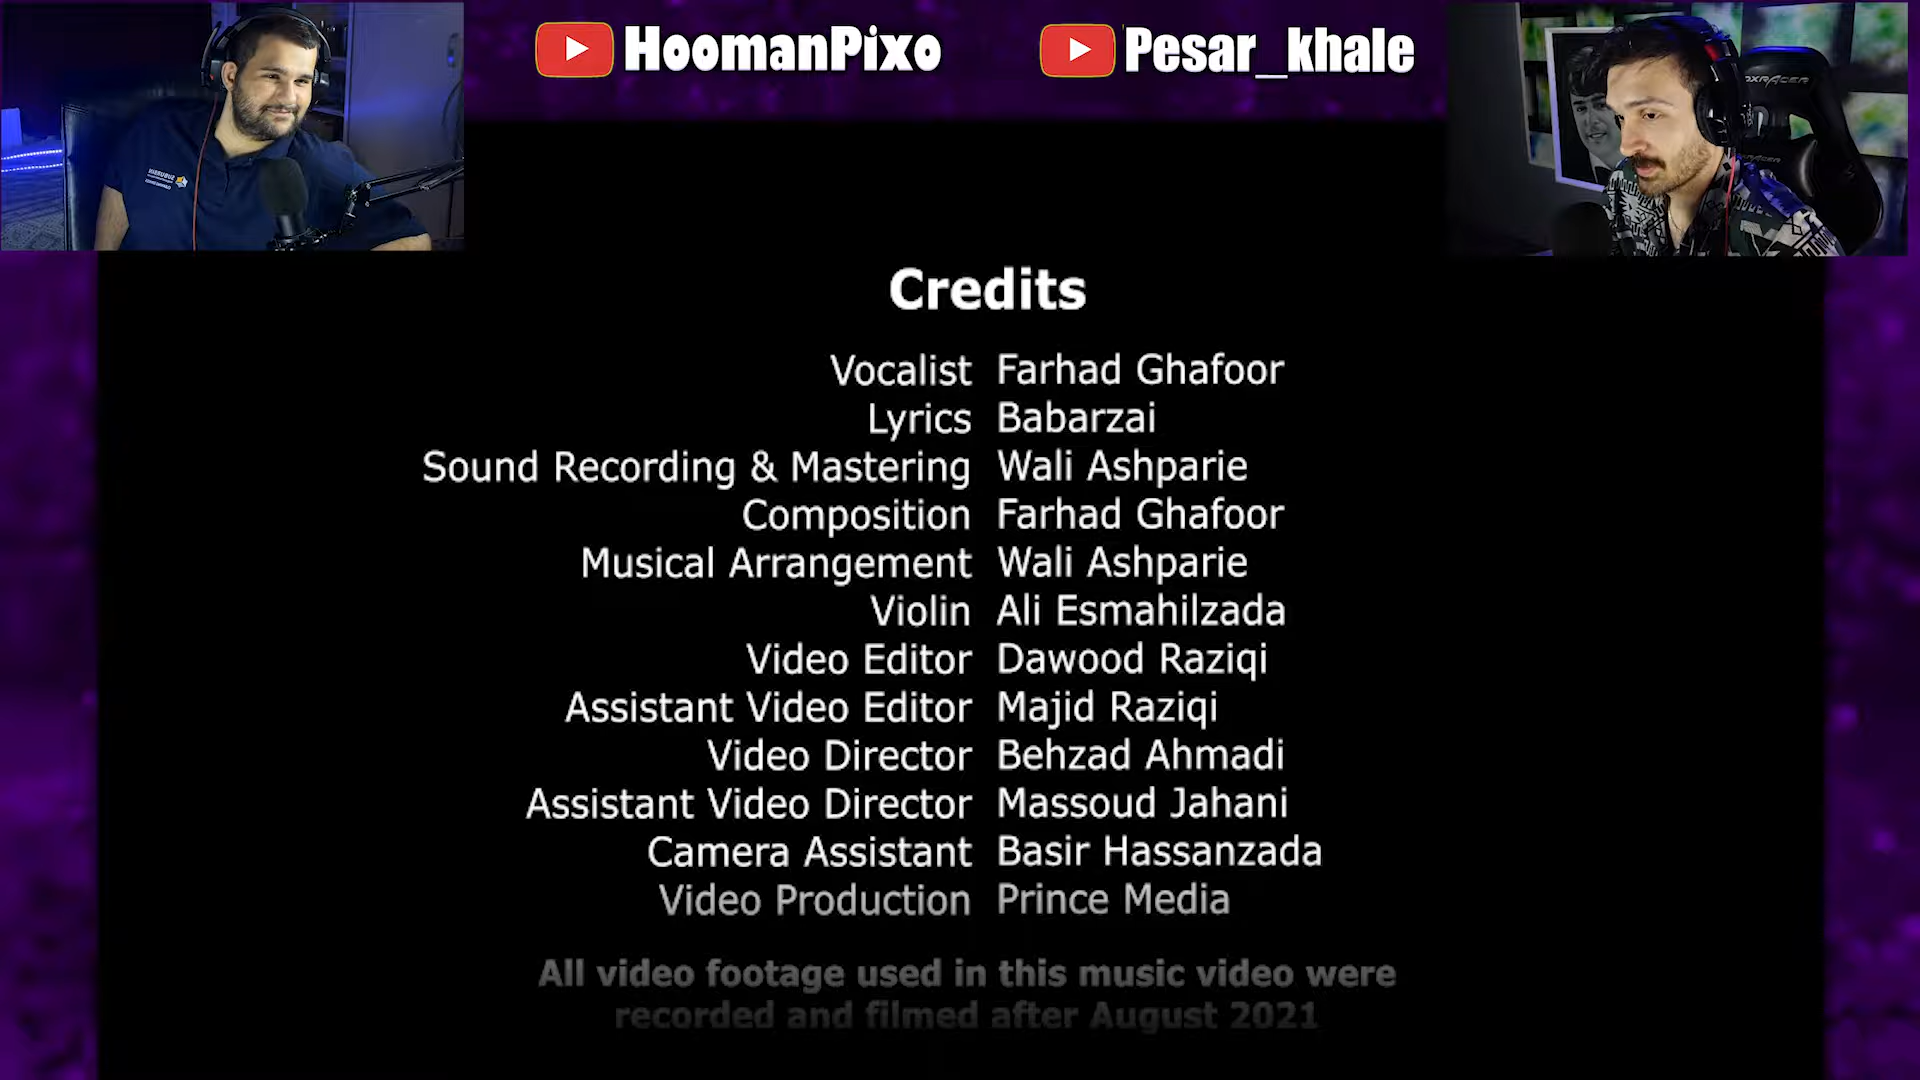 HoomanPixo
Pesar_khale
Credits
Vocalist Farhad Ghafoor
Lyrics Babarzai
Sound Recording & Mastering Wali Ashparie
Composition Farhad Ghafoor
Musical Arrangement Wali Ashparie
Violin Ali Esmahilzada
Video Editor Dawood Raziqi
Assistant Video Editor Majid Raziqi
Video Director Behzad Ahmadi
Assistant Video Director Massoud Jahani
Camera Assistant Basir Hassanzada
Video Production Prince Media
All video footage used in this music video were
recorded and filmed after August 2021